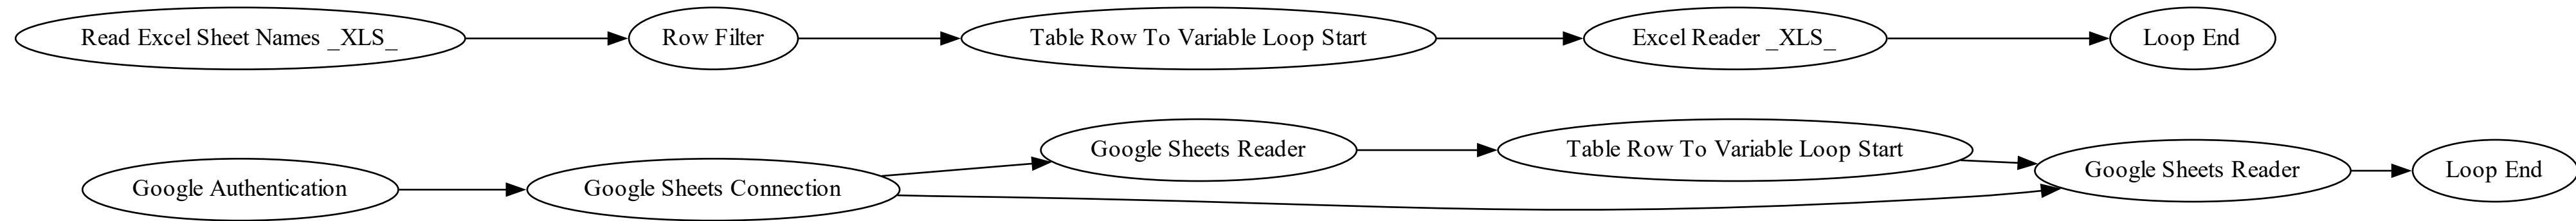 Read Excel Sheet Names _XLS_
Row Filter
Table Row To Variable Loop Start
Excel Reader _XLS_
Loop End
Google Authentication
Google Sheets Connection
Google Sheets Reader
Table Row To Variable Loop Start
Google Sheets Reader
Loop End